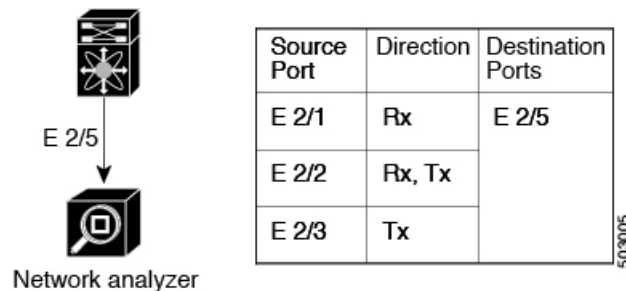 E 2/5
Network analyzer
Source Port Direction Destination Ports
E 2/1 Rx E 2/5
E 2/2 Rx, Tx
E 2/3 Tx
503005